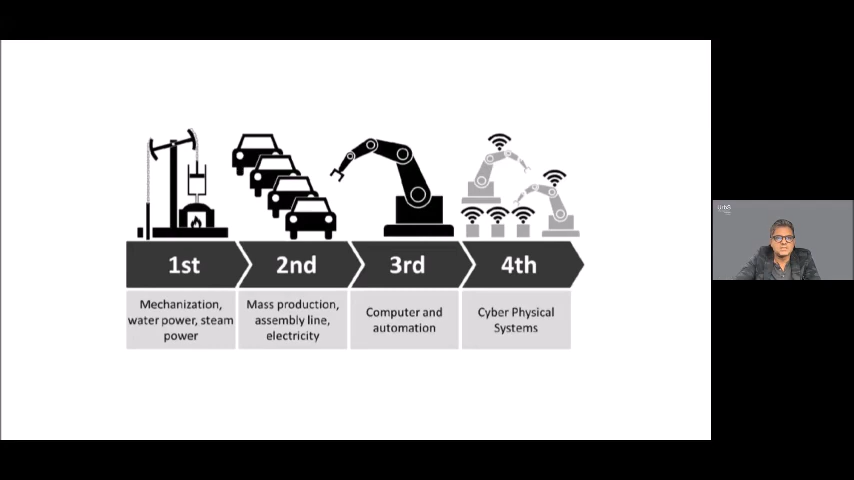 1st
2nd
3rd
4th
Mechanization,
water power, steam
power
Mass production,
assembly line,
electricity
Computer and
automation
Cyber Physical
Systems